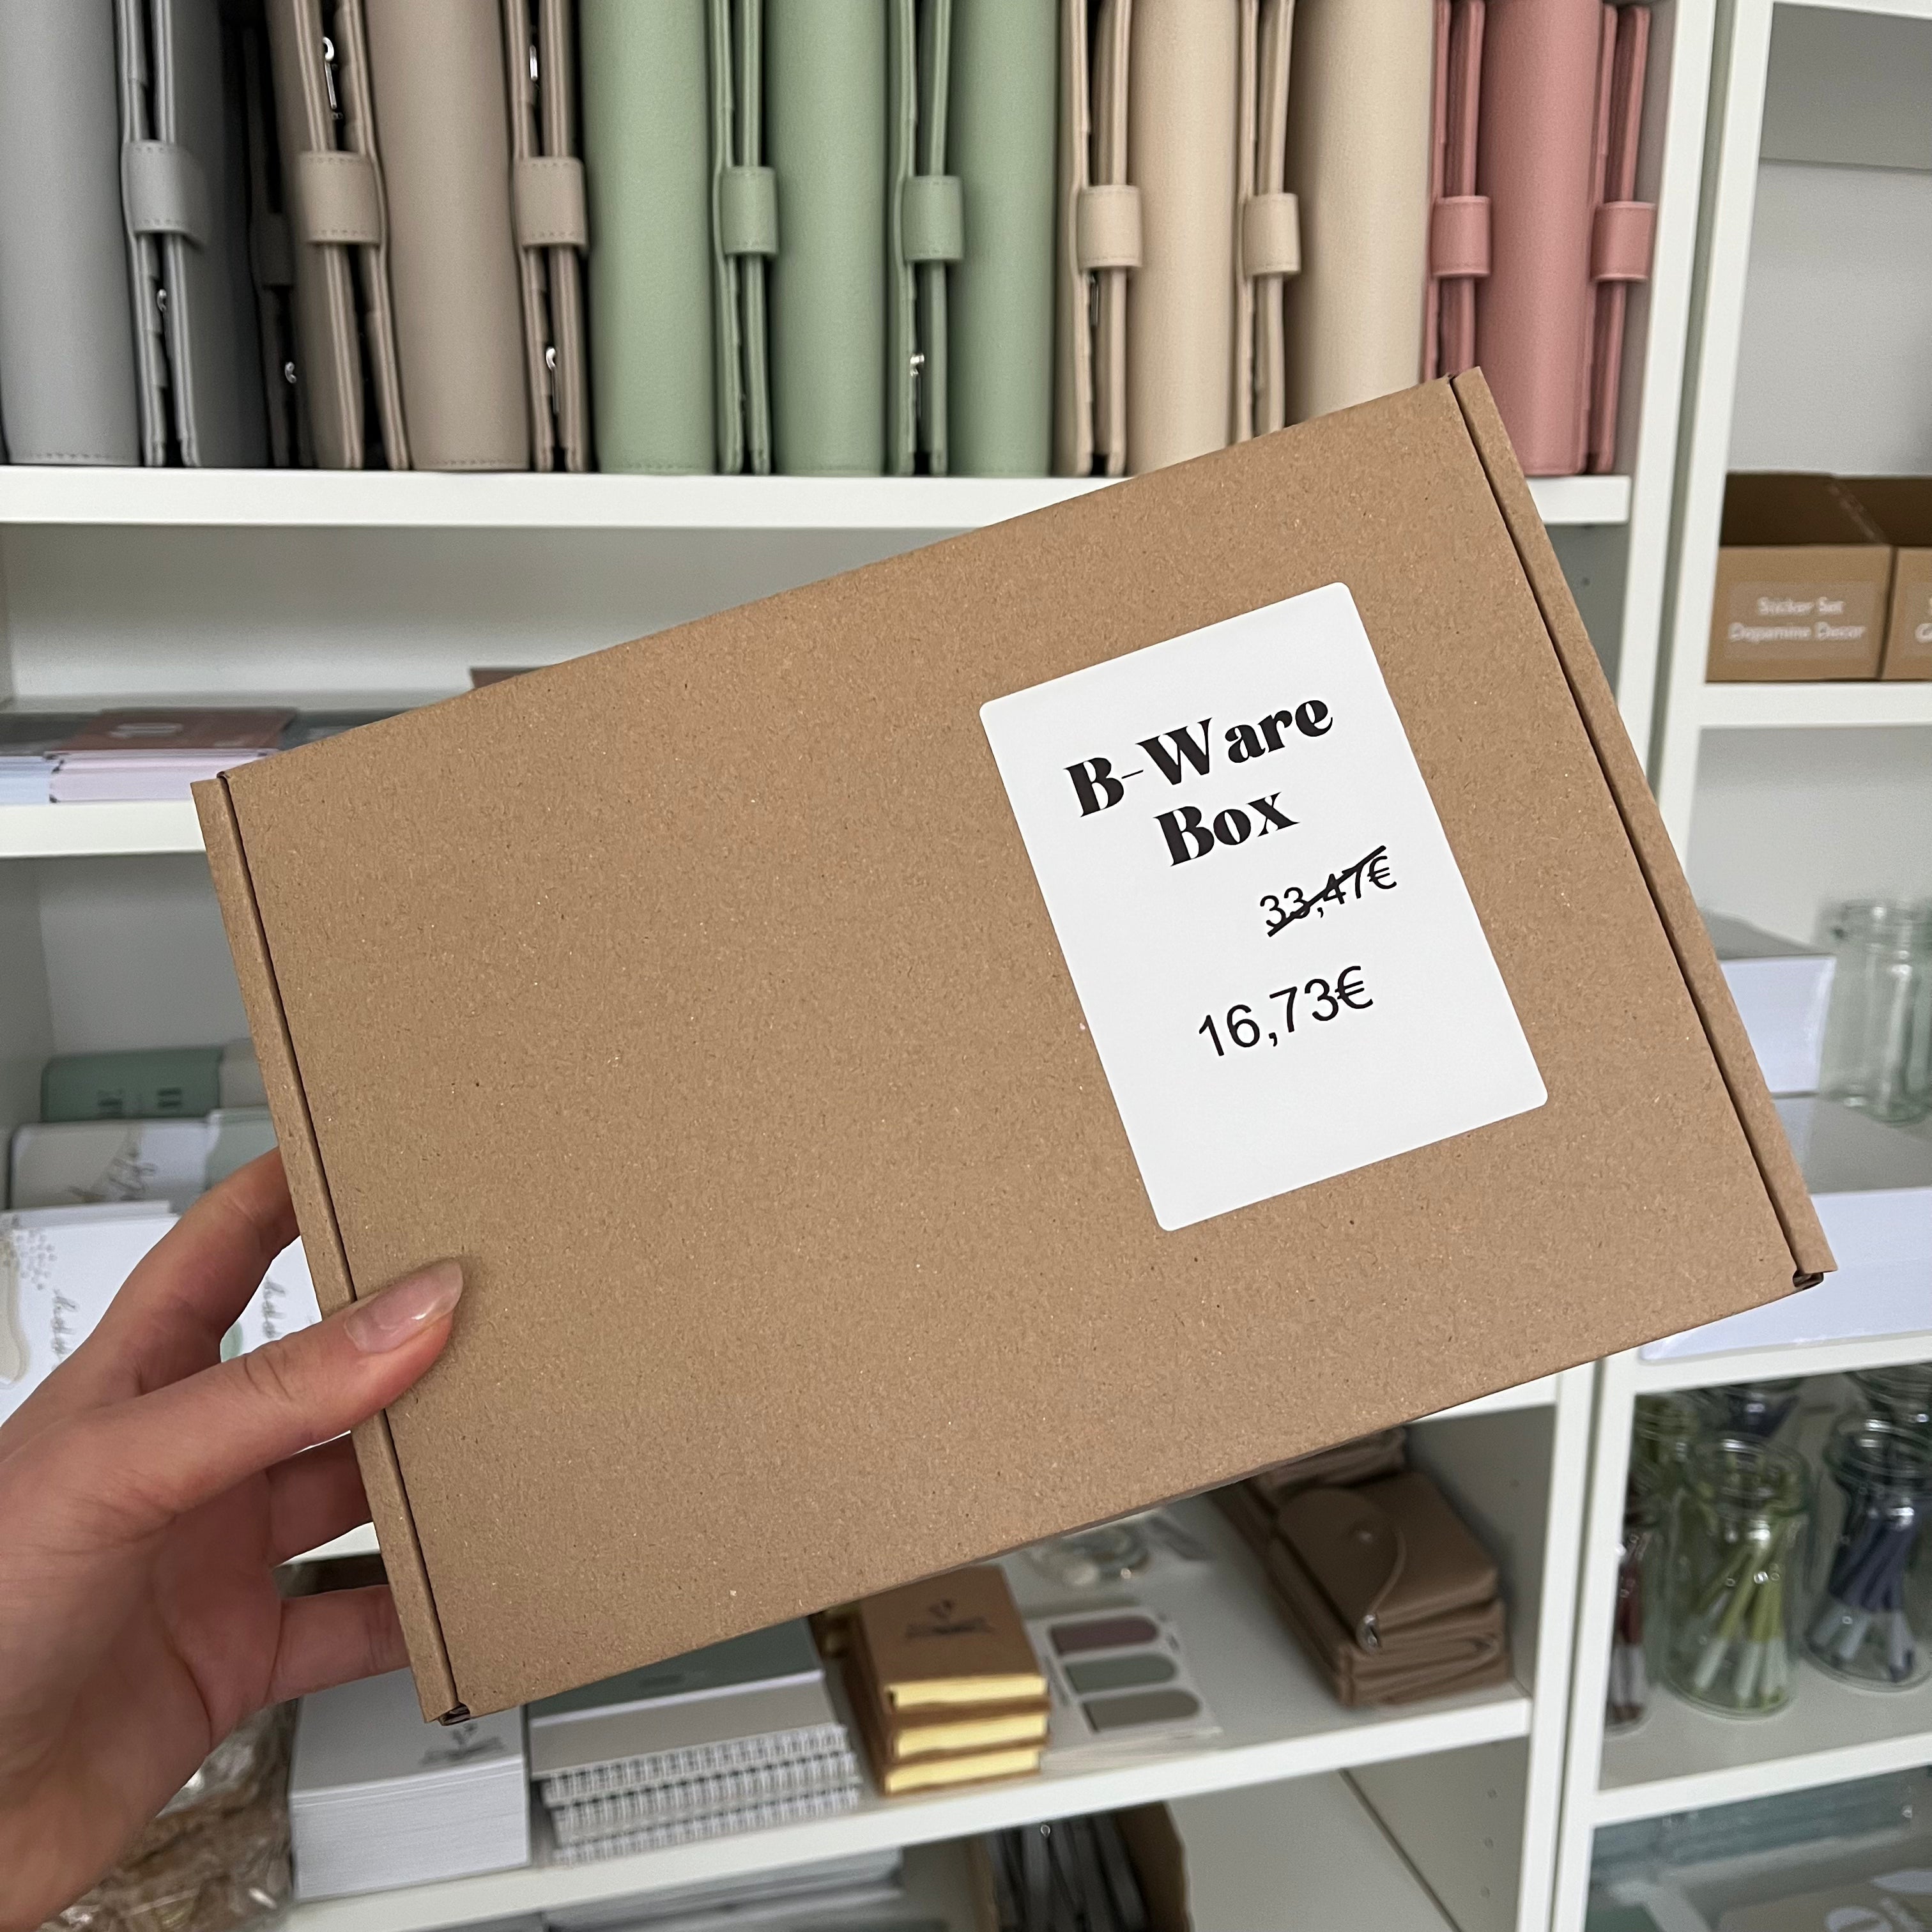 B-Ware
Box
33,47€
16,73€
Sticker Set
Dopamine Decor